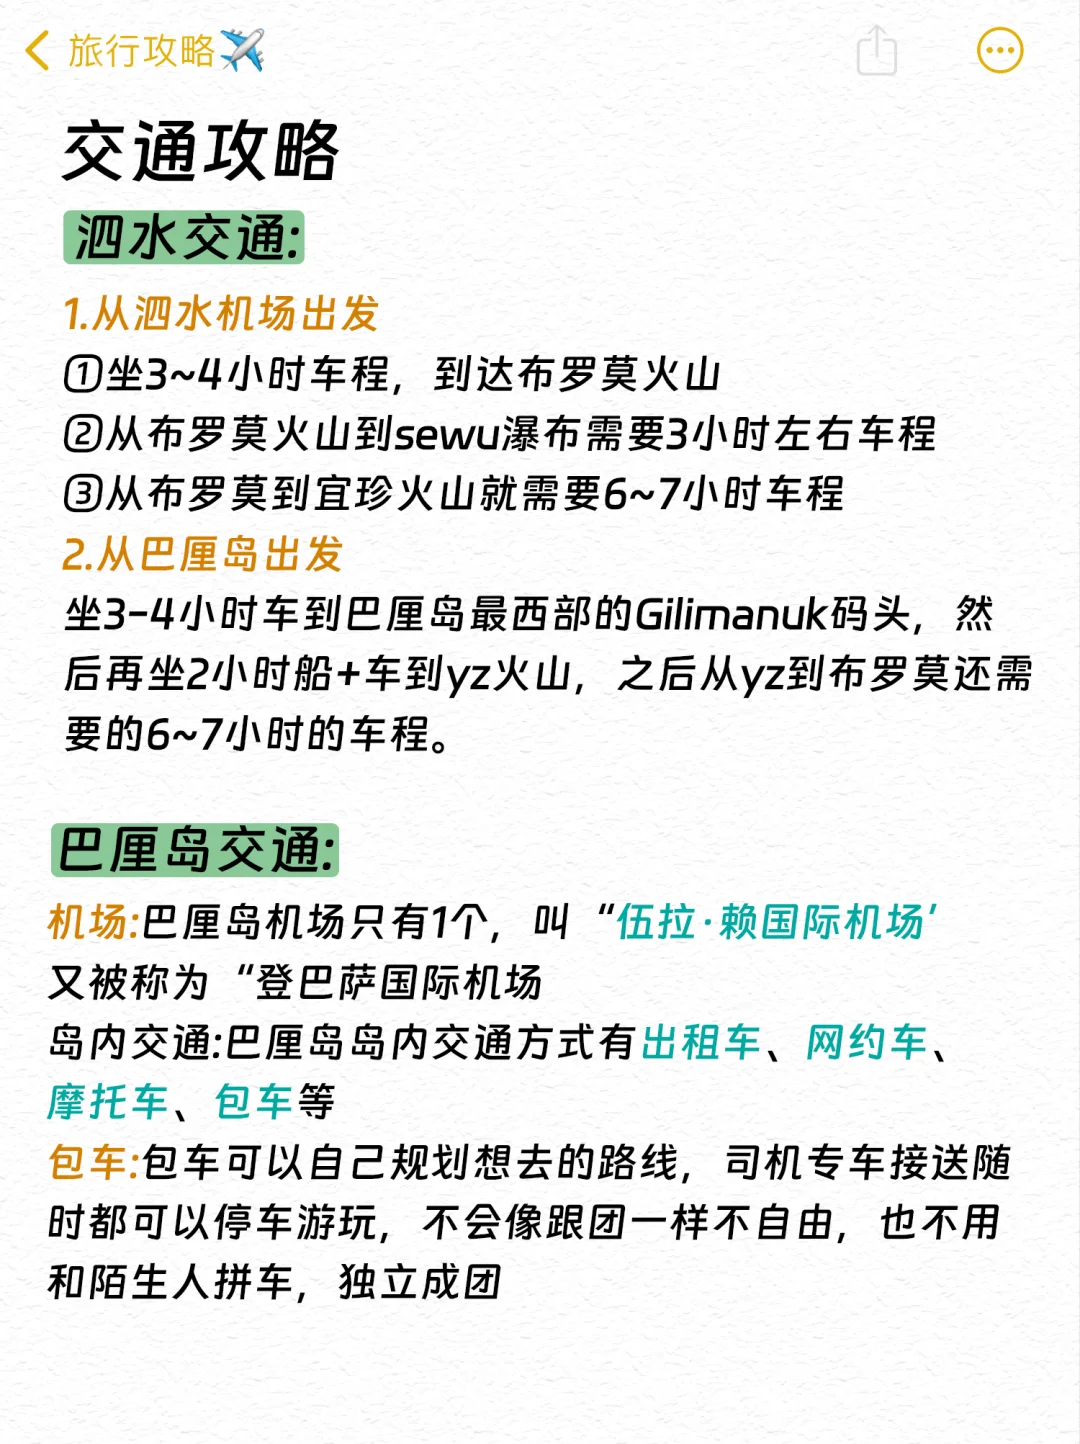 旅行攻略✈️
交通攻略
泗水交通:
1.从泗水机场出发
①坐3~4小时车程，到达布罗莫火山
②从布罗莫火山到sewu瀑布需要3小时左右车程
③从布罗莫到宜珍火山就需要6~7小时车程
2.从巴厘岛出发
坐3-4小时车到巴厘岛最西部的Gilimanuk码头，然
后再坐2小时船+车到yz火山，之后从yz到布罗莫还需
要的6~7小时的车程。
巴厘岛交通:
机场:巴厘岛机场只有1个，叫“伍拉·赖国际机场’
又被称为“登巴萨国际机场
岛内交通:巴厘岛岛内交通方式有出租车、网约车、
摩托车、包车等
包车:包车可以自己规划想去的路线，司机专车接送随
时都可以停车游玩，不会像跟团一样不自由，也不用
和陌生人拼车，独立成团